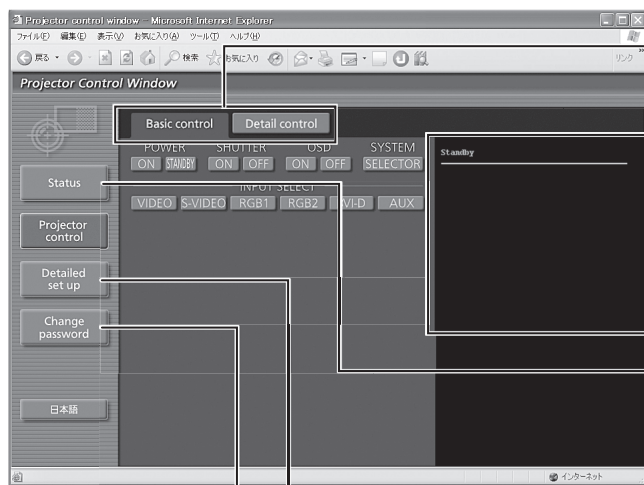 Projector control window - Microsoft Internet Explorer
ファイル(F) 編集(E) 表示(V) お気に入り(A) ツール(T) ヘルプ(H)
戻る 検索 お気に入り リンク
Projector Control Window
Basic control Detail control
POWER SHUTTER OSD SYSTEM
ON STANDBY ON OFF ON OFF SELECTOR
Standby
INPUT SELECT
VIDEO S-VIDEO RGB1 RGB2 VI-D AUX
Status
Projector
control
Detailed
set up
Change
password
日本語
インターネット